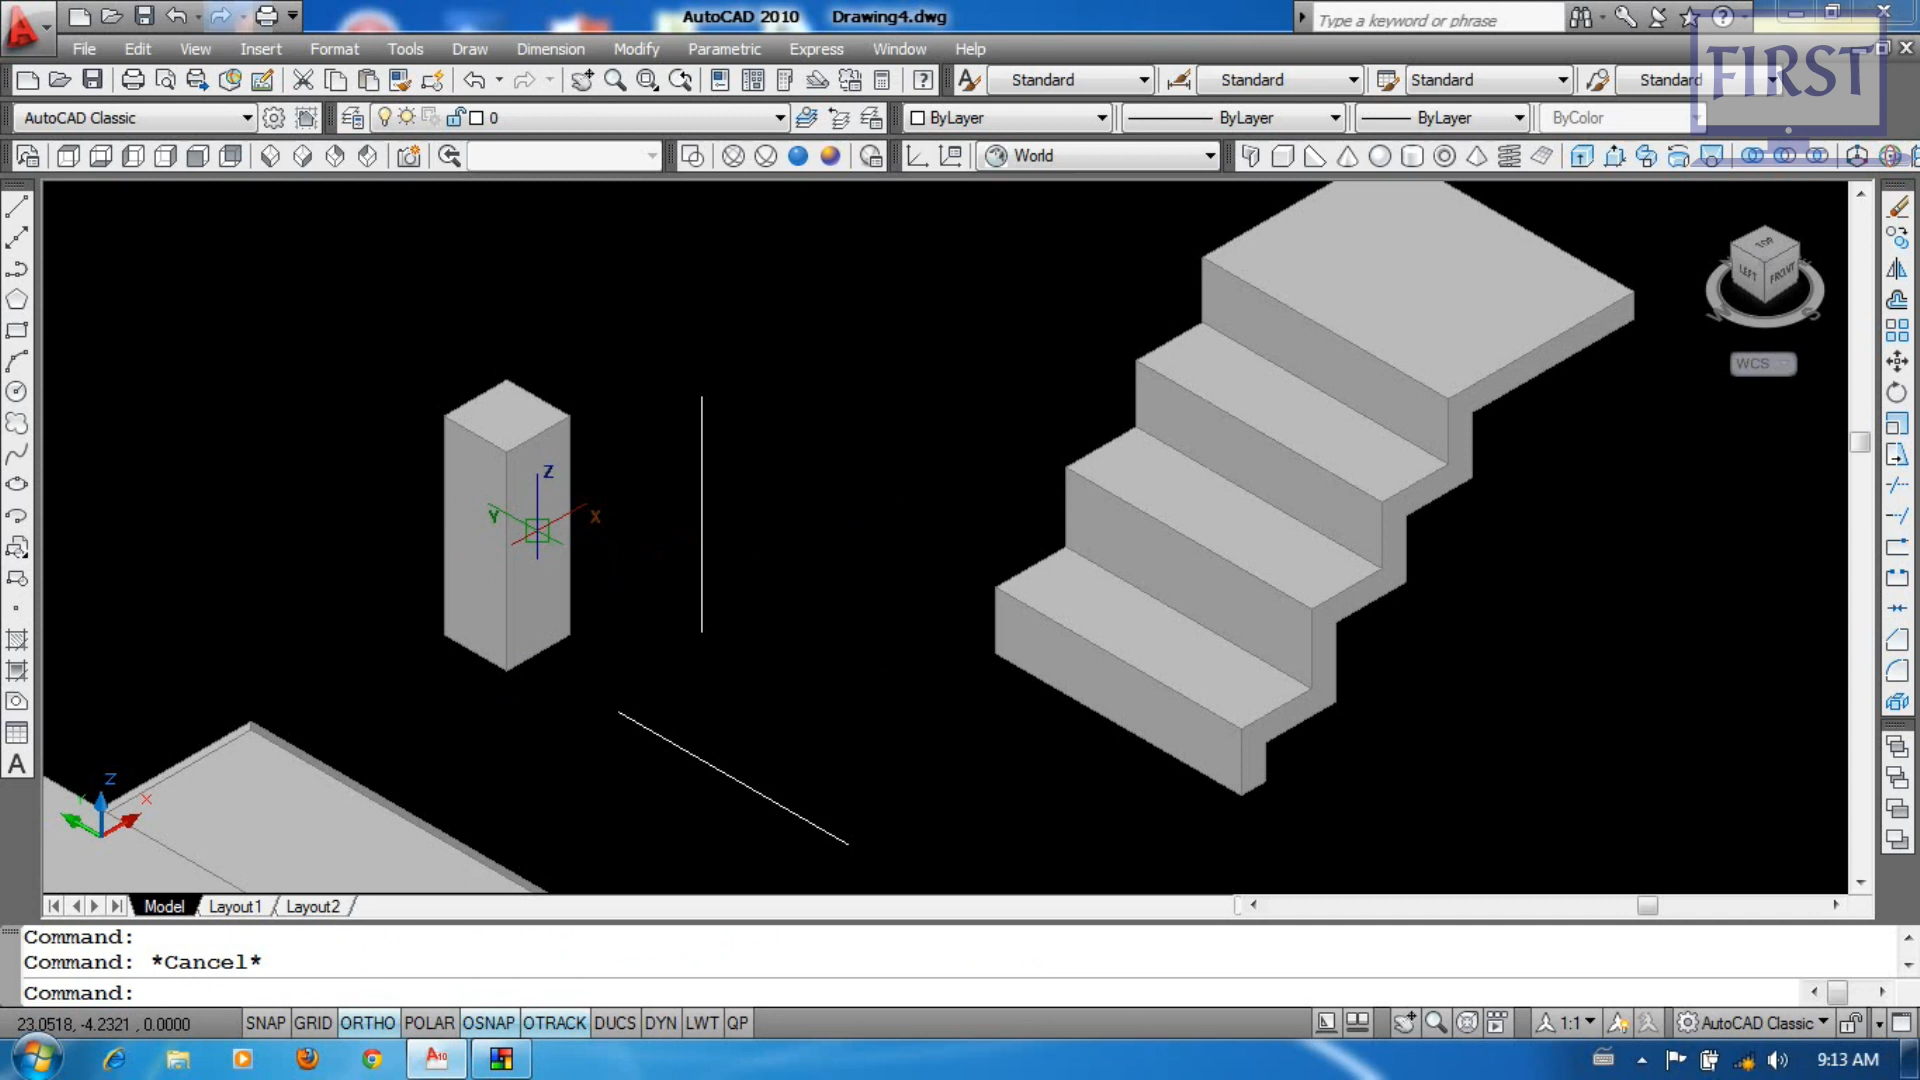 AutoCAD 2010 Drawing4.dwg
Type a keyword or phrase
FIRST
File Edit View Insert Format Tools Draw Dimension Modify Parametric Express Window Help
Standard Standard Standard Standard
AutoCAD Classic 0 ByLayer ByLayer ByLayer ByColor
World
TOP
LEFT FRONT
W S
WCS
Z
Y X
Z
Y X
A
Model Layout1 Layout2
Command:
Command: *Cancel*
Command:
23.0518, -4.2321 , 0.0000 SNAP GRID ORTHO POLAR OSNAP OTRACK DUCS DYN LWT QP 1:1 AutoCAD Classic
9:13 AM